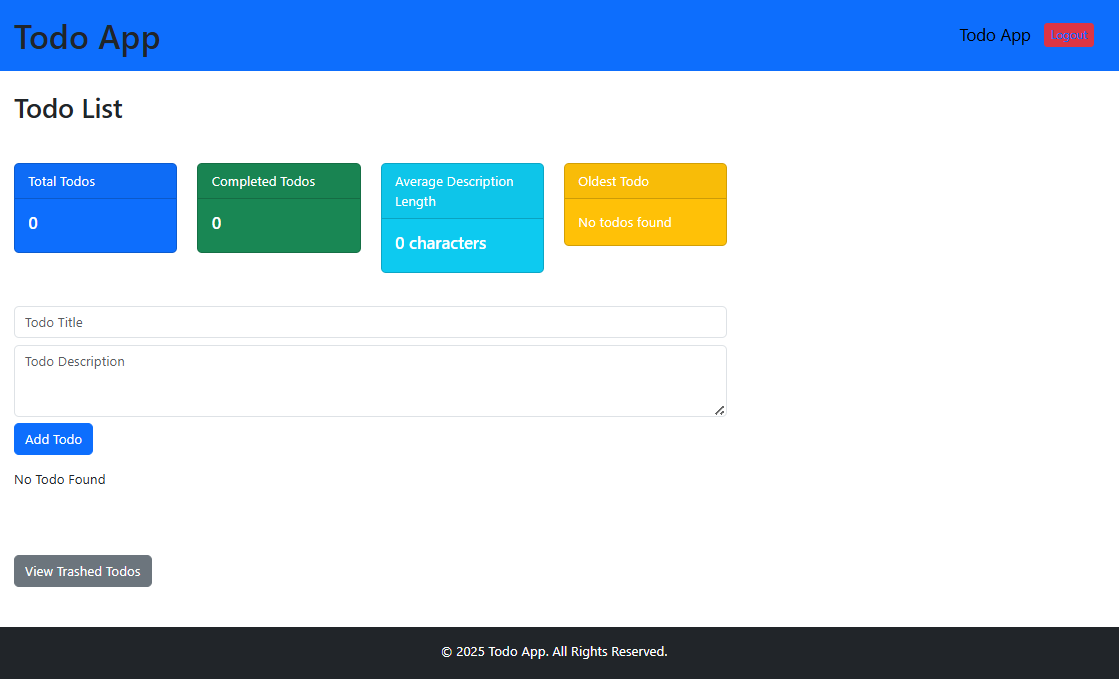 Todo App
Todo App
Logout
Todo List
Total Todos
0
Completed Todos
0
Average Description
Length
0 characters
Oldest Todo
No todos found
Todo Title
Todo Description
Add Todo
No Todo Found
View Trashed Todos
© 2025 Todo App. All Rights Reserved.